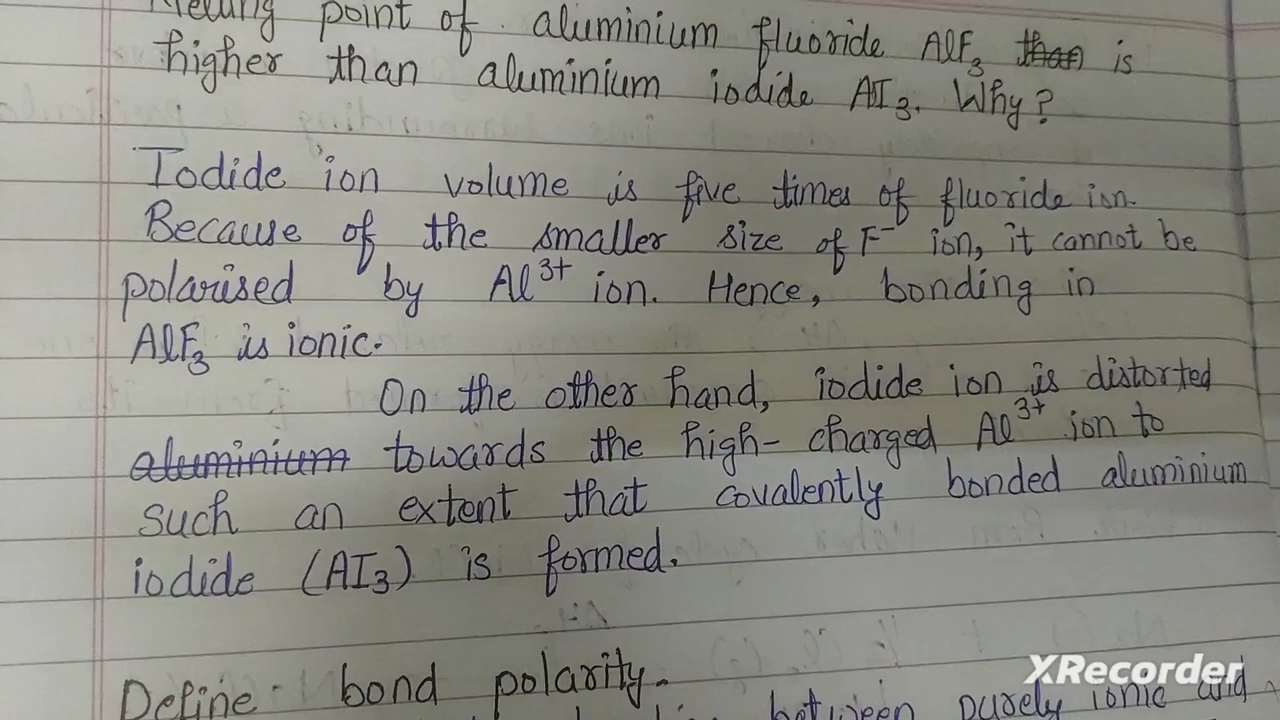 Melting point of aluminium fluoride AlF3 than is
higher than aluminium iodide AI3. Why?
Iodide ion volume is five times of fluoride ion.
Because of the smaller size of F⁻ ion, it cannot be
polarised by Al³⁺ ion. Hence, bonding in
AlF3 is ionic.
On the other hand, iodide ion is distorted
aluminium towards the high-charged Al³⁺ ion to
such an extent that covalently bonded aluminium
iodide (AI3) is formed.
Define bond polarity.
between purely ionic and
XRecorder